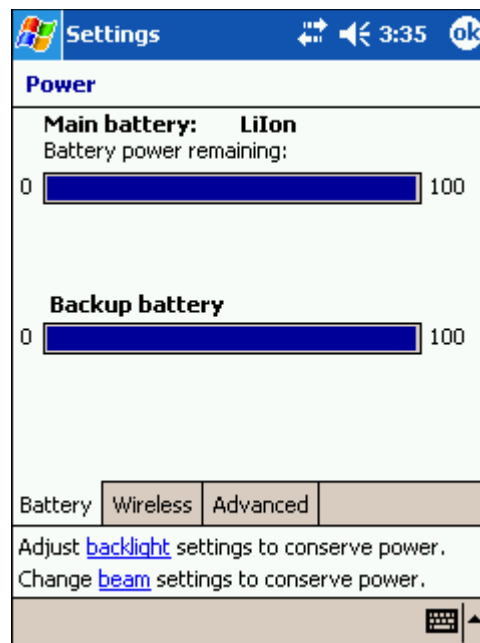 Settings 3:35 ok
Power
Main battery: LiIon
Battery power remaining:
0 100
Backup battery
0 100
Battery Wireless Advanced
Adjust backlight settings to conserve power.
Change beam settings to conserve power.